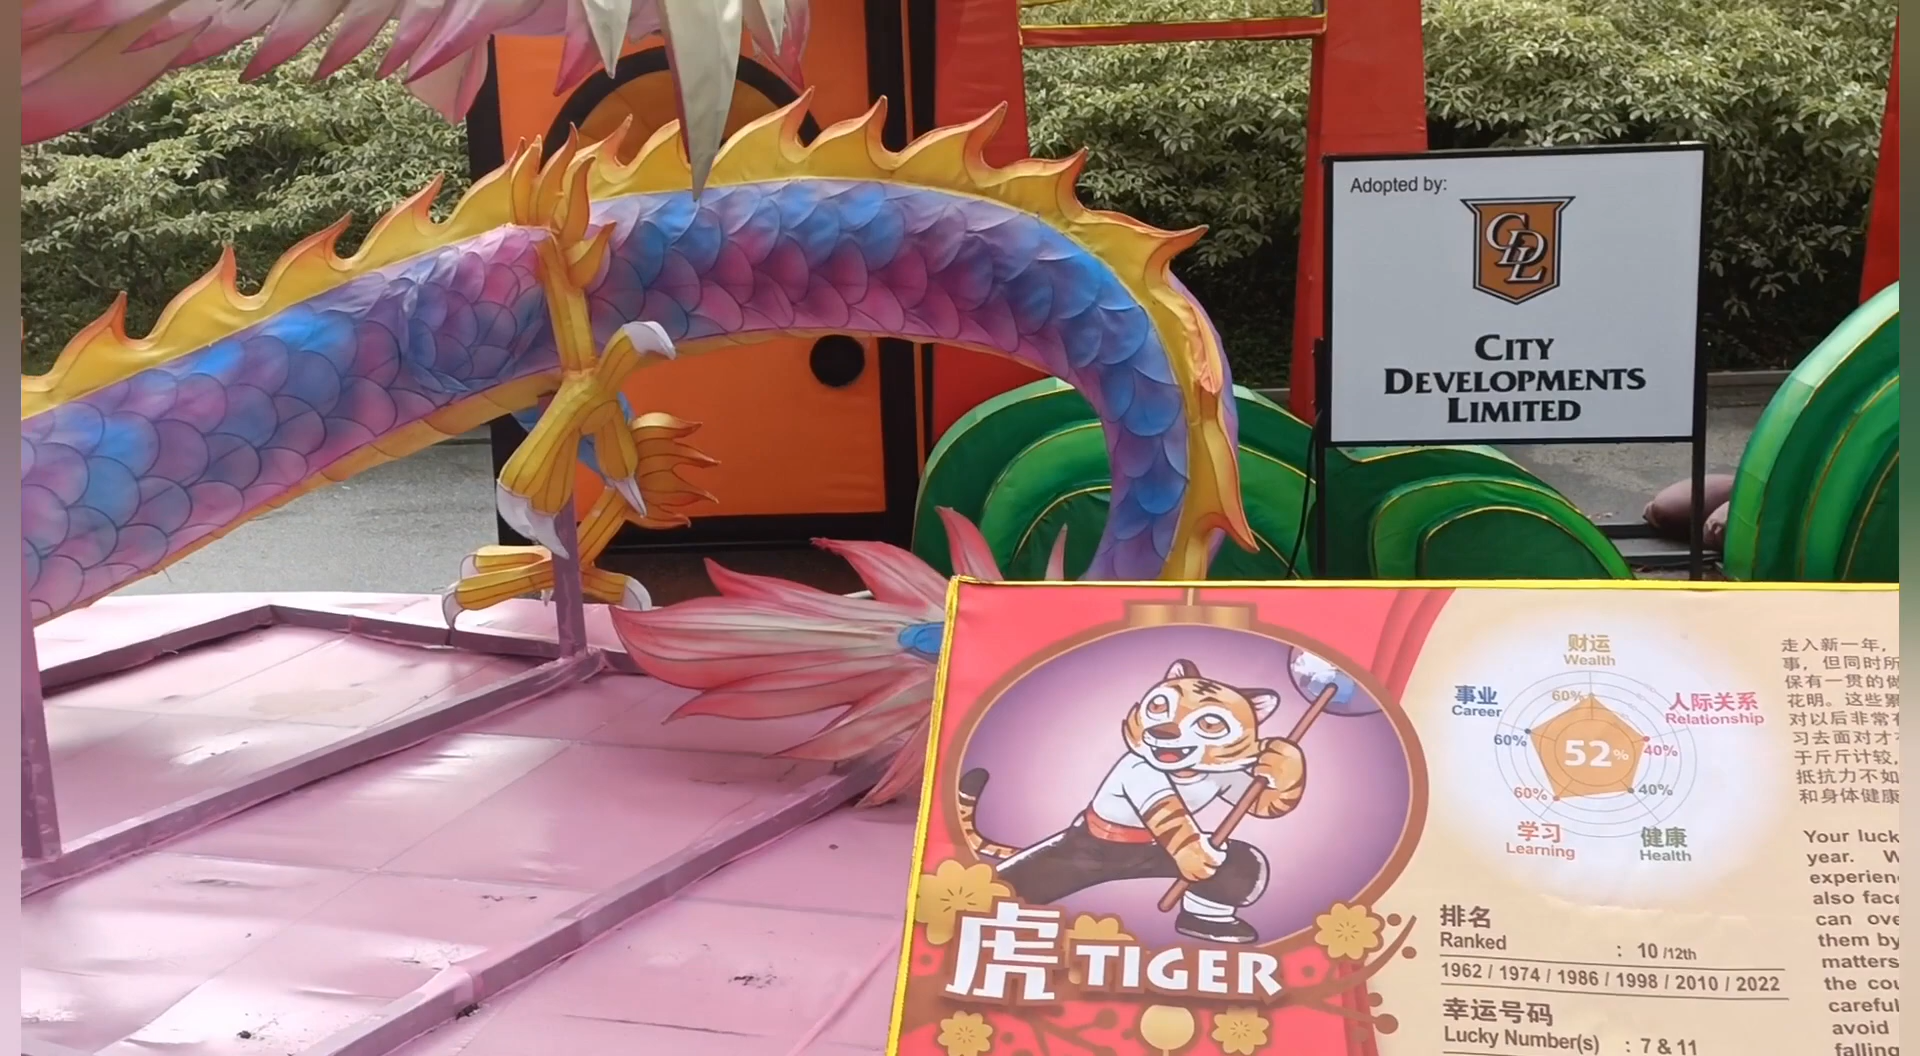 Adopted by:
CDL
CITY
DEVELOPMENTS
LIMITED
财运
Wealth
事业
Career
人际关系
Relationship
60%
60%
52%
40%
60%
40%
学习
Learning
健康
Health
虎 TIGER
排名
Ranked : 10 /12th
1962 / 1974 / 1986 / 1998 / 2010 / 2022
幸运号码
Lucky Number(s) : 7 & 11
走入新一年，
事，但同时所
保有一贯的做
花明。这些累
对以后非常有
习去面对才
于斤斤计较，
抵抗力不如
和身体健康
Your luck
year. W
experien
also face
can ove
them by
matters
the cou
careful
avoid
falling